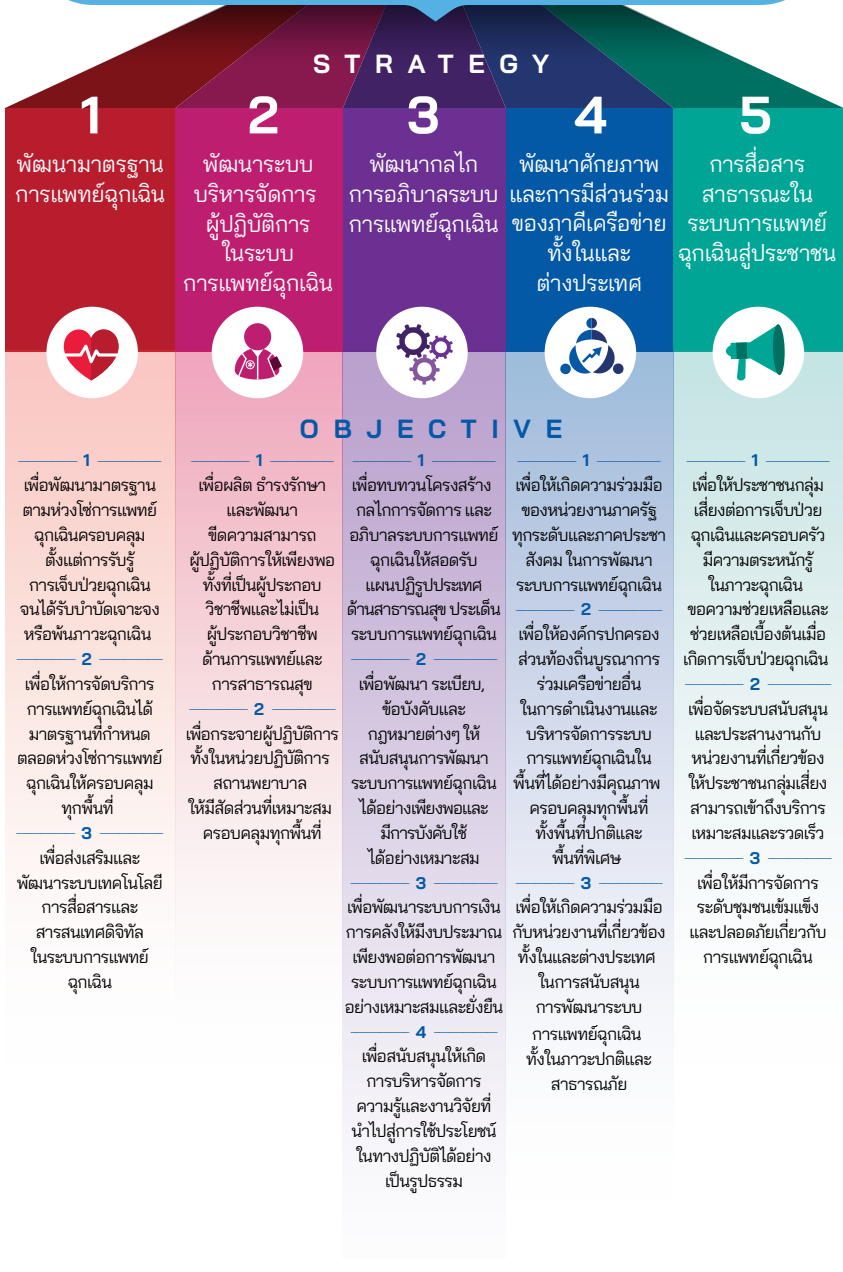 STRATEGY
1
พัฒนามาตรฐาน
การแพทย์ฉุกเฉิน
2
พัฒนาระบบ
บริหารจัดการ
ผู้ปฏิบัติการ
ในระบบ
การแพทย์ฉุกเฉิน
3
พัฒนากลไก
การอภิบาลระบบ
การแพทย์ฉุกเฉิน
4
พัฒนาศักยภาพ
และการมีส่วนร่วม
ของภาคีเครือข่าย
ทั้งในและ
ต่างประเทศ
5
การสื่อสาร
สาธารณะใน
ระบบการแพทย์
ฉุกเฉินสู่ประชาชน
OBJECTIVE
1
เพื่อพัฒนามาตรฐาน
ตามห่วงโซ่การแพทย์
ฉุกเฉินครอบคลุม
ตั้งแต่การรับรู้
การเจ็บป่วยฉุกเฉิน
จนได้รับบำบัดเจาะจง
หรือพ้นภาวะฉุกเฉิน
2
เพื่อให้การจัดบริการ
การแพทย์ฉุกเฉินได้
มาตรฐานที่กำหนด
ตลอดห่วงโซ่การแพทย์
ฉุกเฉินให้ครอบคลุม
ทุกพื้นที่
3
เพื่อส่งเสริมและ
พัฒนาระบบเทคโนโลยี
การสื่อสารและ
สารสนเทศดิจิทัล
ในระบบการแพทย์
ฉุกเฉิน
1
เพื่อผลิต ธำรงรักษา
และพัฒนา
ขีดความสามารถ
ผู้ปฏิบัติการให้เพียงพอ
ทั้งที่เป็นผู้ประกอบ
วิชาชีพและไม่เป็น
ผู้ประกอบวิชาชีพ
ด้านการแพทย์และ
การสาธารณสุข
2
เพื่อกระจายผู้ปฏิบัติการ
ทั้งในหน่วยปฏิบัติการ
สถานพยาบาล
ให้มีสัดส่วนที่เหมาะสม
ครอบคลุมทุกพื้นที่
1
เพื่อทบทวนโครงสร้าง
กลไกการจัดการ และ
อภิบาลระบบการแพทย์
ฉุกเฉินให้สอดรับ
แผนปฏิรูปประเทศ
ด้านสาธารณสุข ประเด็น
ระบบการแพทย์ฉุกเฉิน
2
เพื่อพัฒนา ระเบียบ,
ข้อบังคับและ
กฎหมายต่างๆ ให้
สนับสนุนการพัฒนา
ระบบการแพทย์ฉุกเฉิน
ได้อย่างเพียงพอและ
มีการบังคับใช้
ได้อย่างเหมาะสม
3
เพื่อพัฒนาระบบการเงิน
การคลังให้มีงบประมาณ
เพียงพอต่อการพัฒนา
ระบบการแพทย์ฉุกเฉิน
อย่างเหมาะสมและยั่งยืน
4
เพื่อสนับสนุนให้เกิด
การบริหารจัดการ
ความรู้และงานวิจัยที่
นำไปสู่การใช้ประโยชน์
ในทางปฏิบัติได้อย่าง
เป็นรูปธรรม
1
เพื่อให้เกิดความร่วมมือ
ของหน่วยงานภาครัฐ
ทุกระดับและภาคประชา
สังคม ในการพัฒนา
ระบบการแพทย์ฉุกเฉิน
2
เพื่อให้องค์กรปกครอง
ส่วนท้องถิ่นบูรณาการ
ร่วมเครือข่ายอื่น
ในการดำเนินงานและ
บริหารจัดการระบบ
การแพทย์ฉุกเฉินใน
พื้นที่ได้อย่างมีคุณภาพ
ครอบคลุมทุกพื้นที่
ทั้งพื้นที่ปกติและ
พื้นที่พิเศษ
3
เพื่อให้เกิดความร่วมมือ
กับหน่วยงานที่เกี่ยวข้อง
ทั้งในและต่างประเทศ
ในการสนับสนุน
การพัฒนาระบบ
การแพทย์ฉุกเฉิน
ทั้งในภาวะปกติและ
สาธารณภัย
1
เพื่อให้ประชาชนกลุ่ม
เสี่ยงต่อการเจ็บป่วย
ฉุกเฉินและครอบครัว
มีความตระหนักรู้
ในภาวะฉุกเฉิน
ขอความช่วยเหลือและ
ช่วยเหลือเบื้องต้นเมื่อ
เกิดการเจ็บป่วยฉุกเฉิน
2
เพื่อจัดระบบสนับสนุน
และประสานงานกับ
หน่วยงานที่เกี่ยวข้อง
ให้ประชาชนกลุ่มเสี่ยง
สามารถเข้าถึงบริการ
เหมาะสมและรวดเร็ว
3
เพื่อให้มีการจัดการ
ระดับชุมชนเข้มแข็ง
และปลอดภัยเกี่ยวกับ
การแพทย์ฉุกเฉิน